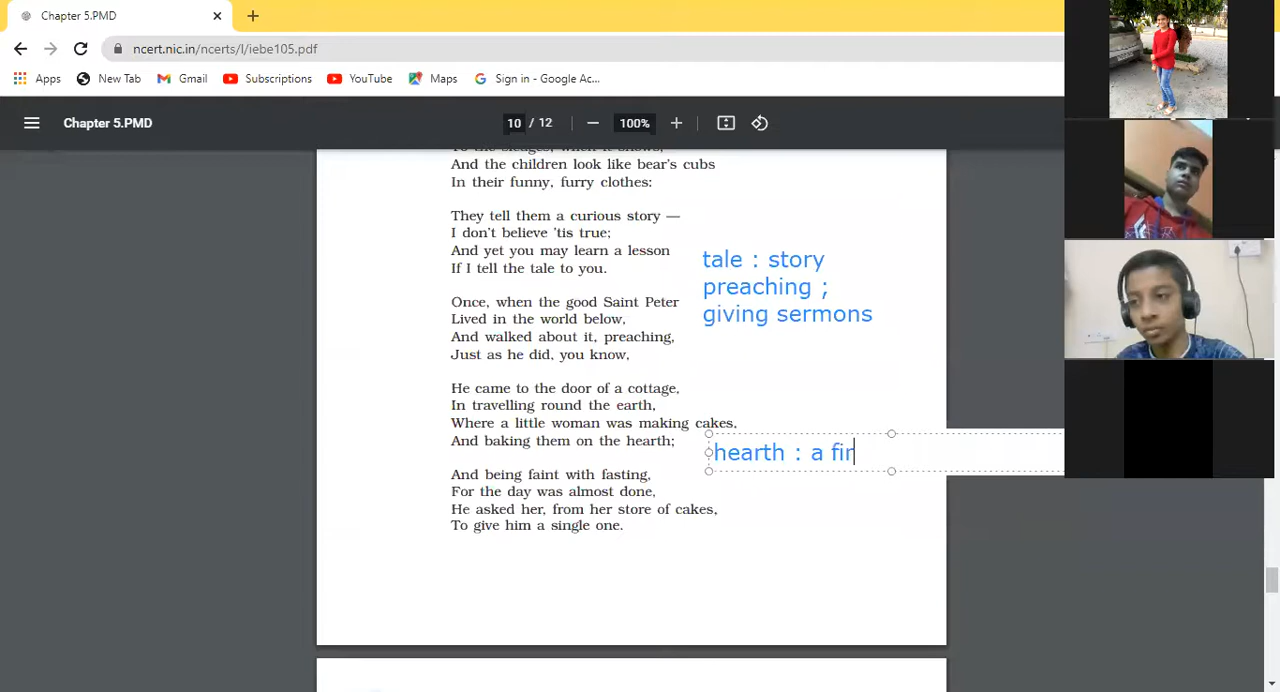 Chapter 5.PMD
ncert.nic.in/ncerts/l/iebe105.pdf
Apps New Tab Gmail Subscriptions YouTube Maps Sign in - Google Ac...
Chapter 5.PMD 10 / 12 100%
To the sledges, when it snows,
And the children look like bear's cubs
In their funny, furry clothes:
They tell them a curious story —
I don't believe 'tis true;
And yet you may learn a lesson
If I tell the tale to you.
tale : story
preaching ;
giving sermons
Once, when the good Saint Peter
Lived in the world below,
And walked about it, preaching,
Just as he did, you know,
He came to the door of a cottage,
In travelling round the earth,
Where a little woman was making cakes,
And baking them on the hearth;
hearth : a fir
And being faint with fasting,
For the day was almost done,
He asked her, from her store of cakes,
To give him a single one.